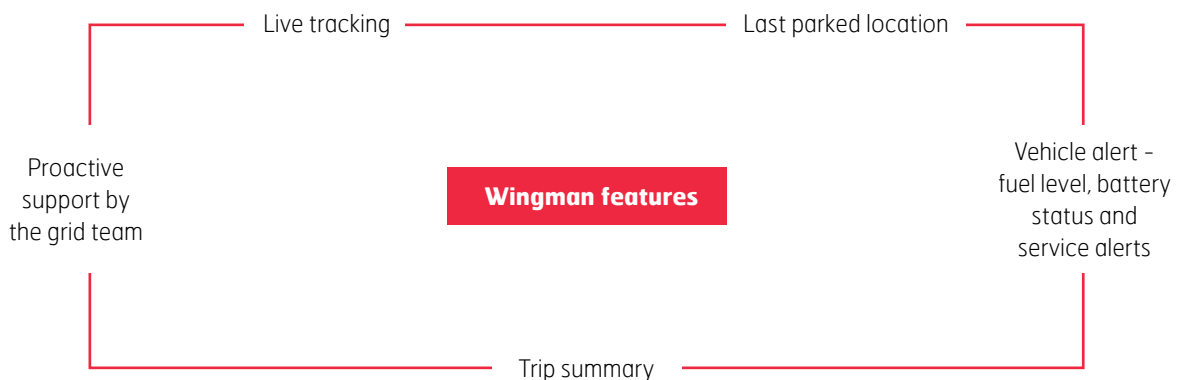 Live tracking
Last parked location
Proactive
support by
the grid team
Wingman features
Vehicle alert –
fuel level, battery
status and
service alerts
Trip summary